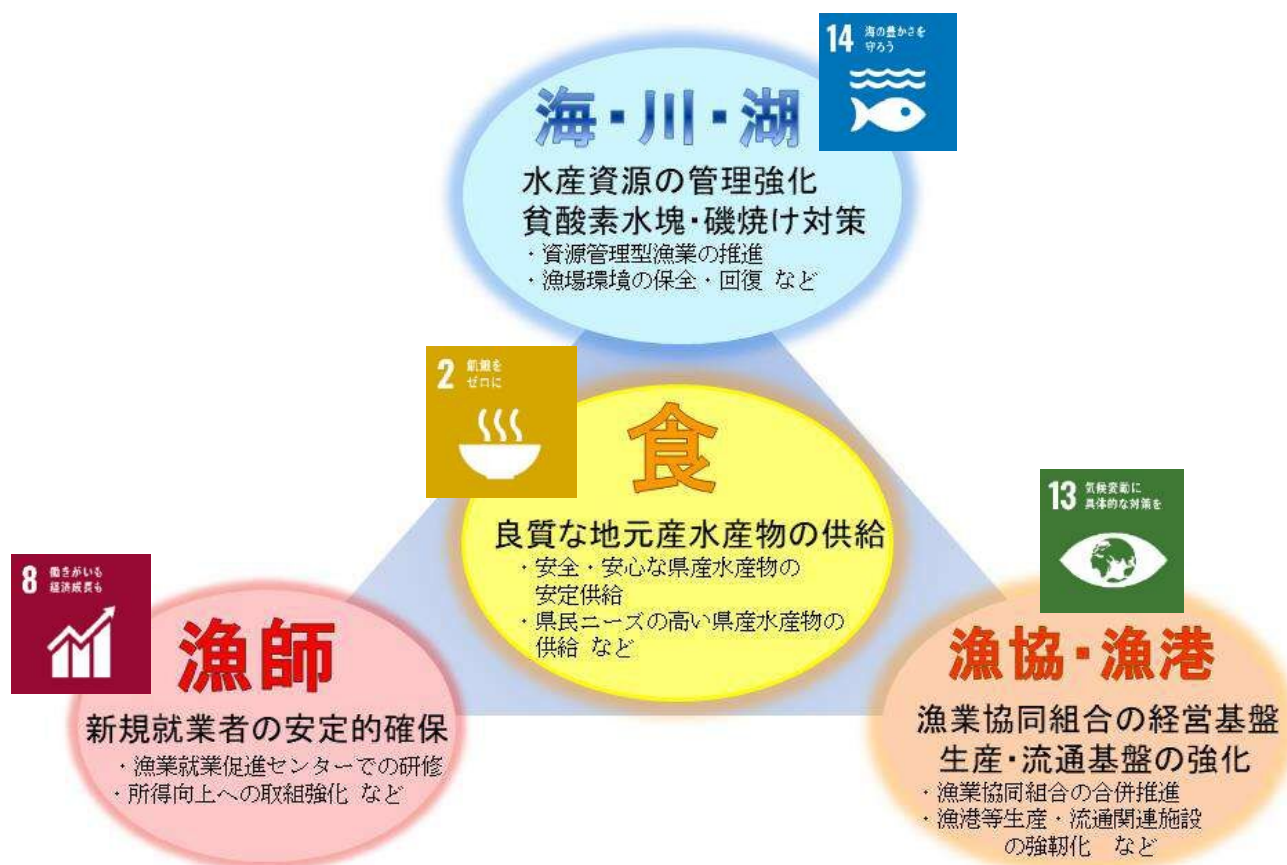 14 海の豊かさを
守ろう
海・川・湖
水産資源の管理強化
貧酸素水塊・磯焼け対策
・資源管理型漁業の推進
・漁場環境の保全・回復 など
2 飢餓を
ゼロに
食
良質な地元産水産物の供給
・安全・安心な県産水産物の
安定供給
・県民ニーズの高い県産水産物の
供給 など
8 働きがいも
経済成長も
漁師
新規就業者の安定的確保
・漁業就業促進センターでの研修
・所得向上への取組強化 など
13 気候変動に
具体的な対策を
漁協・漁港
漁業協同組合の経営基盤
生産・流通基盤の強化
・漁業協同組合の合併推進
・漁港等生産・流通関連施設
の強靭化 など